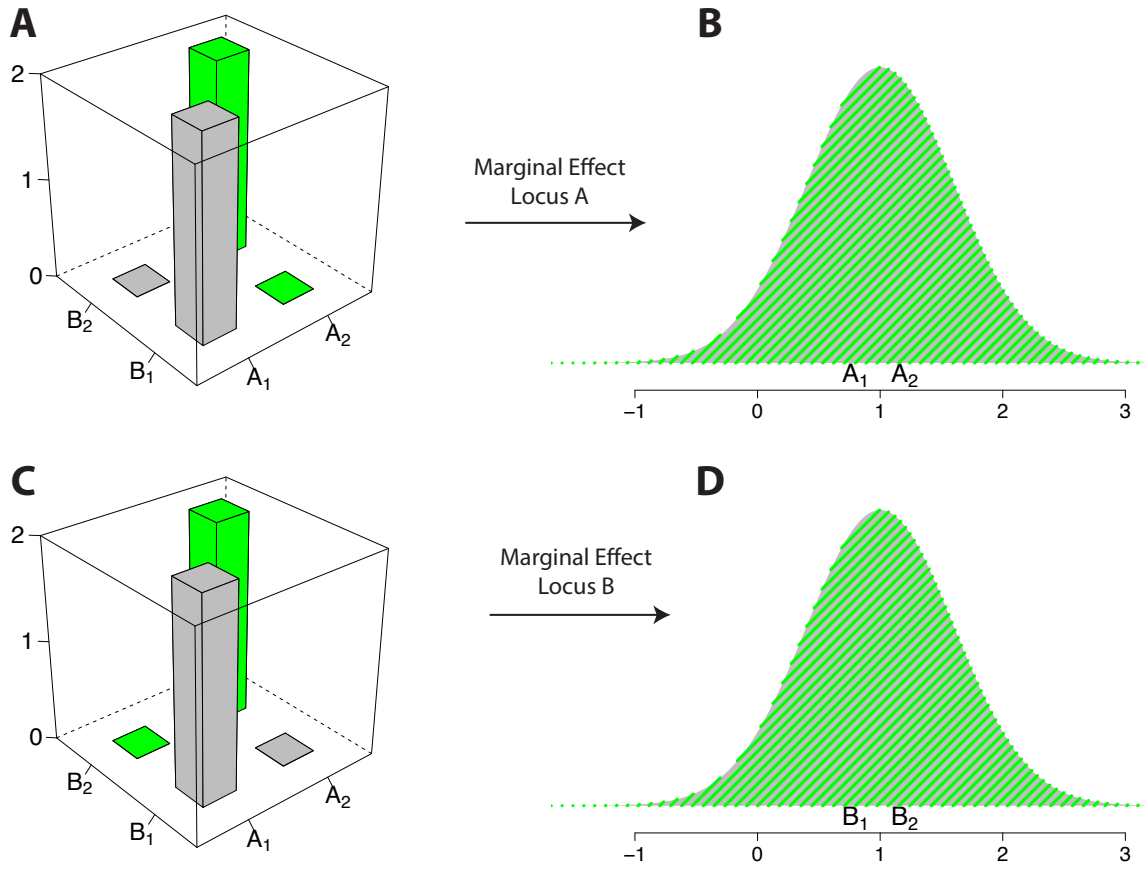 A
2
1
0
B₂
B₁
A₁
A₂
Marginal Effect
Locus A
B
A₁ A₂
−1 0 1 2 3
C
2
1
0
B₂
B₁
A₁
A₂
Marginal Effect
Locus B
D
B₁ B₂
−1 0 1 2 3